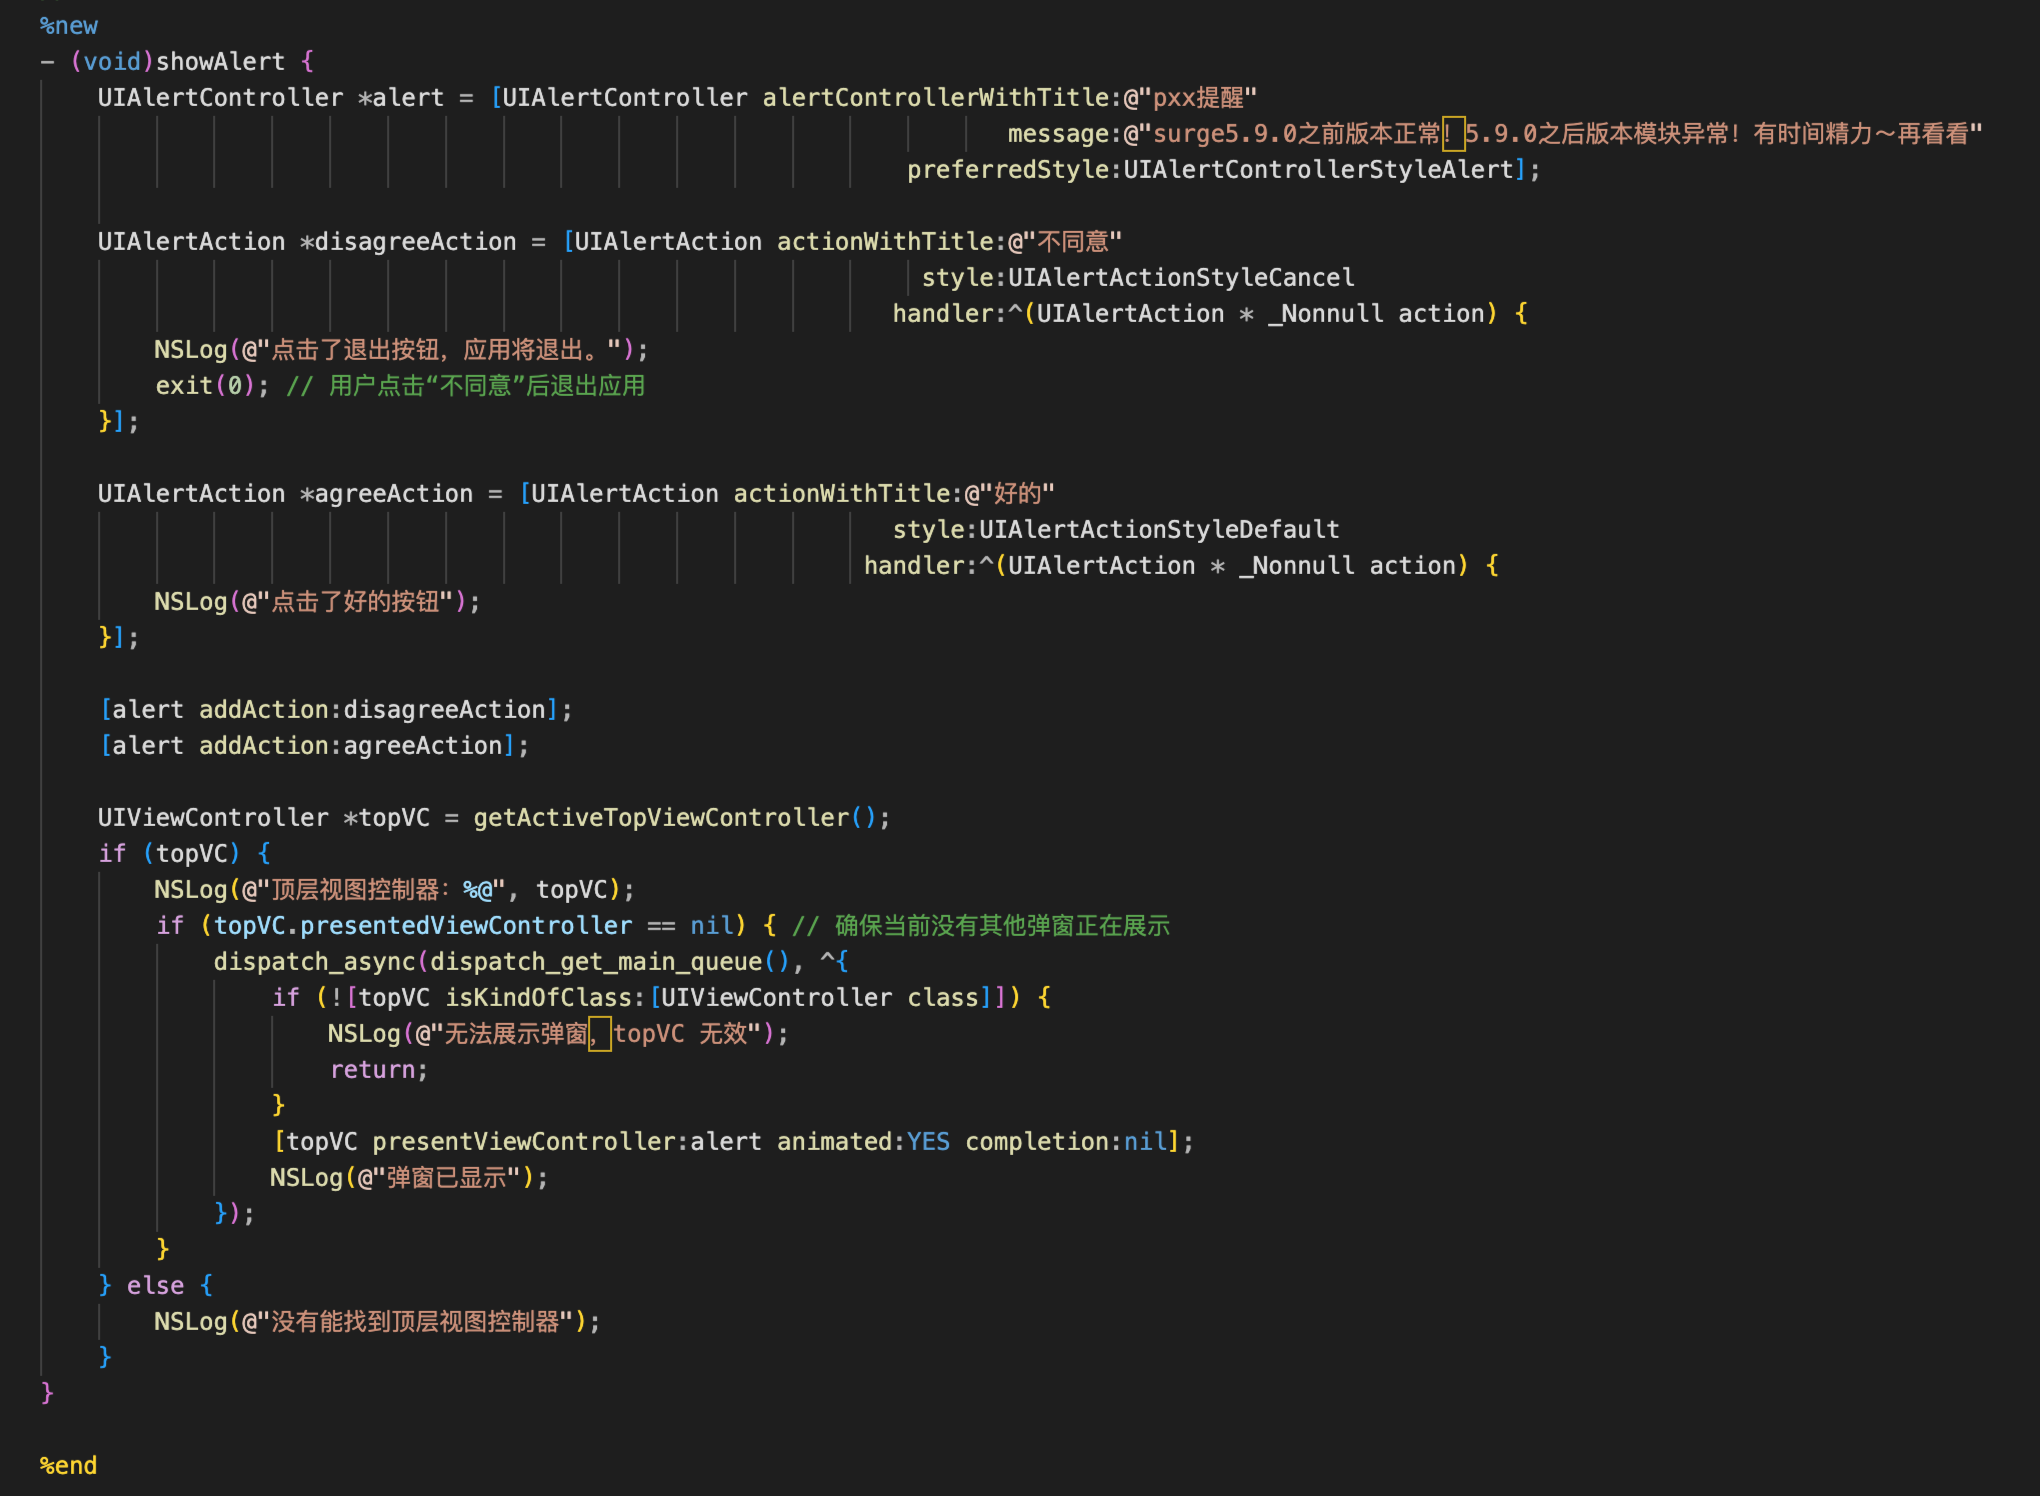 %new
- (void)showAlert {
UIAlertController *alert = [UIAlertController alertControllerWithTitle:@"pxx提醒"
message:@"surge5.9.0之前版本正常！5.9.0之后版本模块异常！有时间精力～再看看"
preferredStyle:UIAlertControllerStyleAlert];
UIAlertAction *disagreeAction = [UIAlertAction actionWithTitle:@"不同意"
style:UIAlertActionStyleCancel
handler:^(UIAlertAction * _Nonnull action) {
NSLog(@"点击了退出按钮，应用将退出。");
exit(0); // 用户点击“不同意”后退出应用
}];
UIAlertAction *agreeAction = [UIAlertAction actionWithTitle:@"好的"
style:UIAlertActionStyleDefault
handler:^(UIAlertAction * _Nonnull action) {
NSLog(@"点击了好的按钮");
}];
[alert addAction:disagreeAction];
[alert addAction:agreeAction];
UIViewController *topVC = getActiveTopViewController();
if (topVC) {
NSLog(@"顶层视图控制器：%@", topVC);
if (topVC.presentedViewController == nil) { // 确保当前没有其他弹窗正在展示
dispatch_async(dispatch_get_main_queue(), ^{
if (![topVC isKindOfClass:[UIViewController class]]) {
NSLog(@"无法展示弹窗，topVC 无效");
return;
}
[topVC presentViewController:alert animated:YES completion:nil];
NSLog(@"弹窗已显示");
});
}
} else {
NSLog(@"没有能找到顶层视图控制器");
}
}
%end